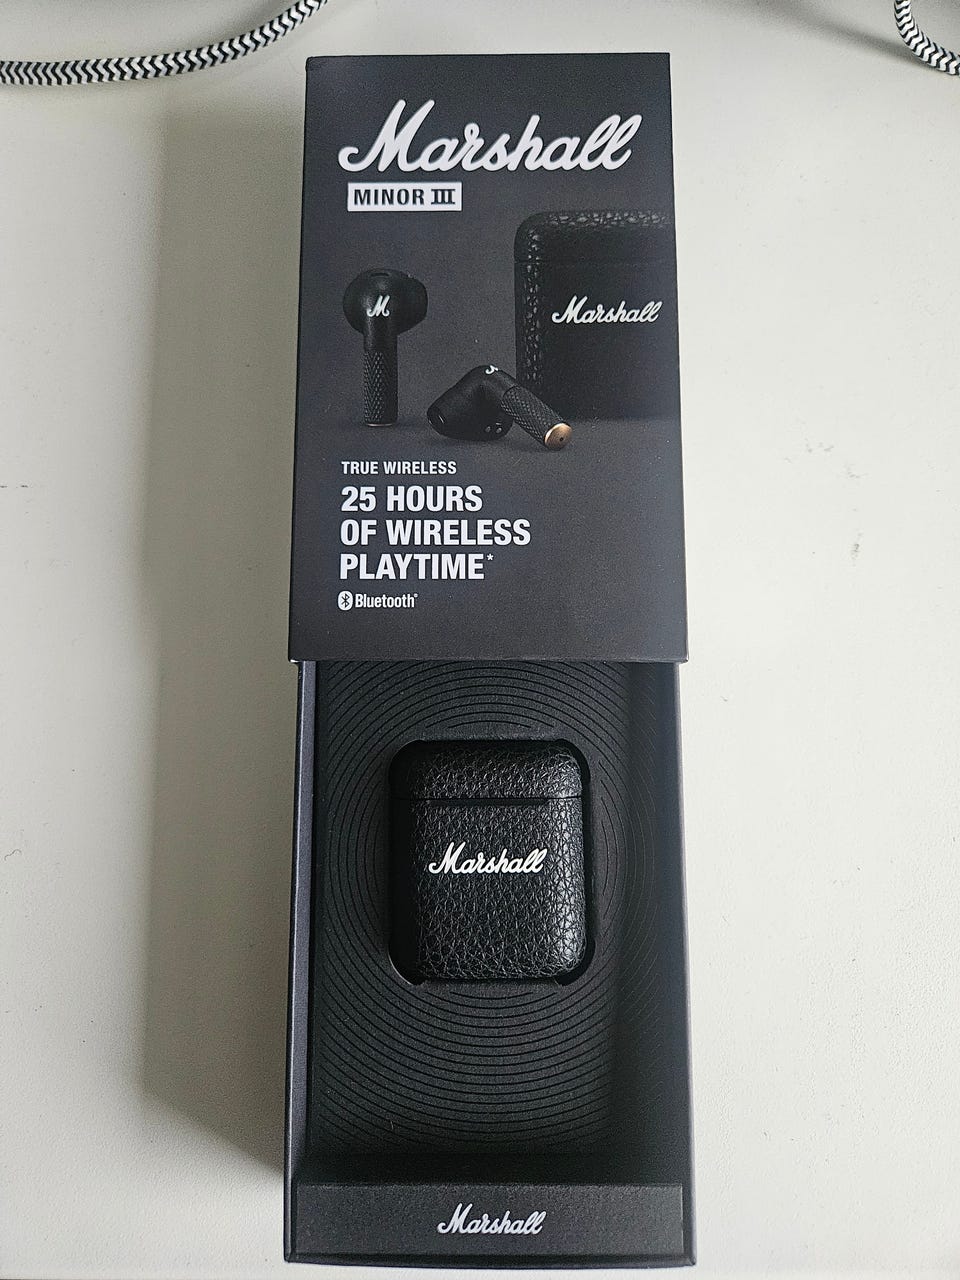 Marshall
MINOR III
M
Marshall
TRUE WIRELESS
25 HOURS
OF WIRELESS
PLAYTIME*
Bluetooth®
Marshall
Marshall